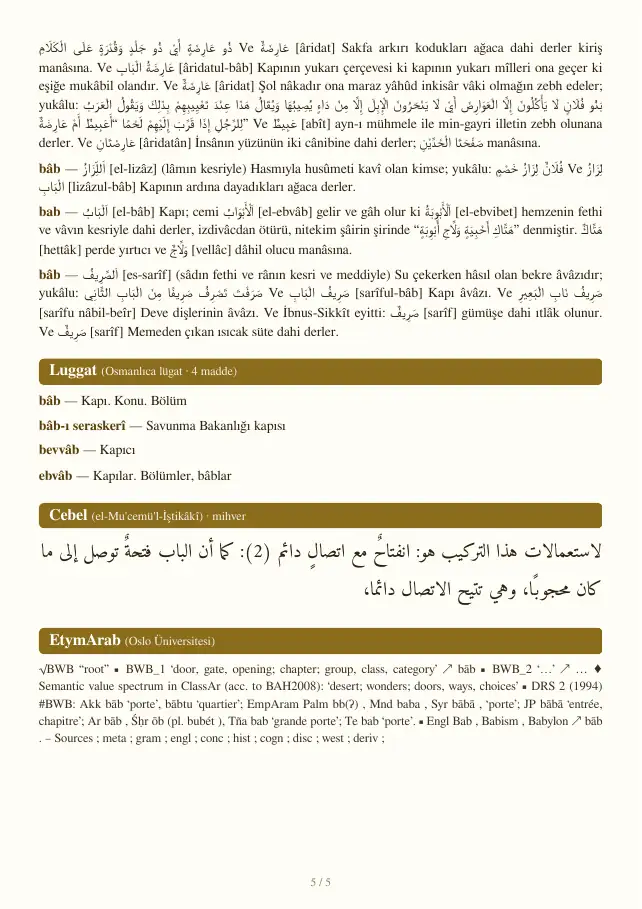 ذُو عَارِضَةٍ أَيْ ذُو جَلْدٍ وَقُدْرَةٍ عَلَى الْكَلَامِ Ve عَارِضَةٌ [âridat] Sakfa arkırı kodukları ağaca dahi derler kiriş
manâsına. Ve عَارِضَةُ الْبَابِ [âridatul-bâb] Kapının yukarı çerçevesi ki kapının yukarı mîlleri ona geçer ki
eşiğe mukâbil olandır. Ve عَارِضَةٌ [âridat] Şol nâkadır ona maraz yâhûd inkisâr vâki olmağın zebh edeler;
yukâlu: بَنُو فُلَانٍ لَا يَأْكُلُونَ إِلَّا الْعَوَارِضَ أَيْ لَا يَنْحَرُونَ الْإِبِلَ إِلَّا مِنْ دَاءٍ يُصِيبُهَا وَيُقَالُ هَذَا عِنْدَ تَعْيِيبِهِمْ بِذَلِكَ وَيَقُولُ الْعَرَبُ
لِلرَّجُلِ إِذَا قَرَّبَ إِلَيْهِمْ لَحْمًا “أَعَبِيطٌ أَمْ عَارِضَةٌ” Ve عَبِيطٌ [abît] ayn-ı mühmele ile min-gayri illetin zebh olunana
derler. Ve عَارِضَتَانِ [âridatân] İnsânın yüzünün iki cânibine dahi derler; صَفْحَتَا الْخَدَّيْنِ manâsına.
bâb — اَللِّزَازُ [el-lizâz] (lâmın kesriyle) Hasmıyla husûmeti kavî olan kimse; yukâlu: فُلَانٌ لِزَازُ خَصْمٍ Ve لِزَازُ
الْبَابِ [lizâzul-bâb] Kapının ardına dayadıkları ağaca derler.
bab — اَلْبَابُ [el-bâb] Kapı; cemi اَلْأَبْوَابُ [el-ebvâb] gelir ve gâh olur ki اَلْأَبْوِبَةُ [el-ebvibet] hemzenin fethi
ve vâvın kesriyle dahi derler, izdivâcdan ötürü, nitekim şâirin şirinde “هَتَّاكِ أَخْبِيَةٍ وَلَّاجِ أَبْوِبَةٍ” denmiştir. هَتَّاكٌ
[hettâk] perde yırtıcı ve وَلَّاجٌ [vellâc] dâhil olucu manâsına.
bâb — اَلصَّرِيفُ [es-sarîf] (sâdın fethi ve rânın kesri ve meddiyle) Su çekerken hâsıl olan bekre âvâzıdır;
yukâlu: صَرَفَتْ تَصْرِفُ صَرِيفًا مِنَ الْبَابِ الثَّانِي Ve صَرِيفُ الْبَابِ [sarîful-bâb] Kapı âvâzı. Ve صَرِيفُ نَابِ الْبَعِيرِ
[sarîfu nâbil-beîr] Deve dişlerinin âvâzı. Ve İbnus-Sikkît eyitti: صَرِيفٌ [sarîf] gümüşe dahi ıtlâk olunur.
Ve صَرِيفٌ [sarîf] Memeden çıkan ısıcak süte dahi derler.
Luggat (Osmanlıca lügat · 4 madde)
bâb — Kapı. Konu. Bölüm
bâb-ı seraskerî — Savunma Bakanlığı kapısı
bevvâb — Kapıcı
ebvâb — Kapılar. Bölümler, bâblar
Cebel (el-Mu'cemü'l-İştikâkî) · mihver
لاستعمالات هذا التركيب هو: انفتاحٌ مع اتصالٍ دائم (2): كما أن الباب فتحةٌ توصل إلى ما
كان محجوبًا، وهي تتيح الاتصال دائما،
EtymArab (Oslo Üniversitesi)
√BWB “root” ▪ BWB_1 ‘door, gate, opening; chapter; group, class, category’ ↗ bāb ▪ BWB_2 ‘…’ ↗ … ♦
Semantic value spectrum in ClassAr (acc. to BAH2008): ‘desert; wonders; doors, ways, choices’ ▪ DRS 2 (1994)
#BWB: Akk bāb ‘porte’, bābtu ‘quartier’; EmpAram Palm bb(ʔ) , Mnd baba , Syr bābā , ‘porte’; JP bābā ‘entrée,
chapitre’; Ar bāb , Śḥr ōb (pl. bubét ), Tña bab ‘grande porte’; Te bab ‘porte’. ▪ Engl Bab , Babism , Babylon ↗ bāb
. – Sources ; meta ; gram ; engl ; conc ; hist ; cogn ; disc ; west ; deriv ;
5 / 5